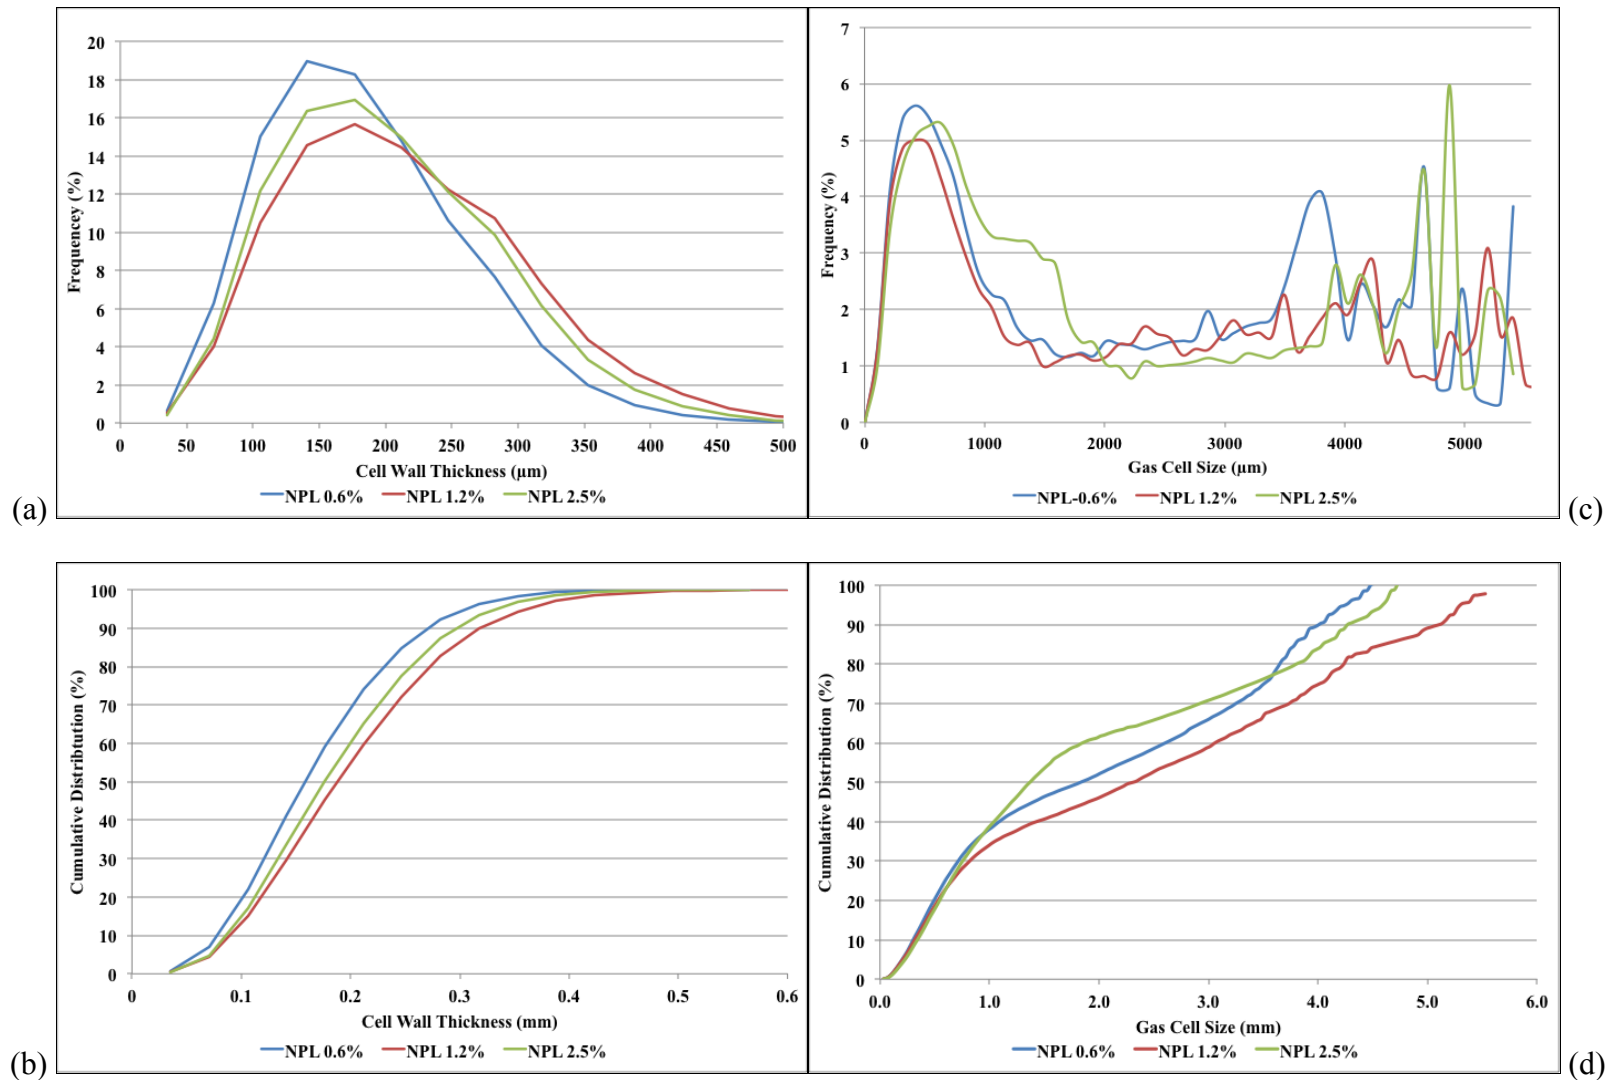 20
18
16
14
12
10
8
6
4
2
0
Frequencey (%)
0 50 100 150 200 250 300 350 400 450 500
Cell Wall Thickness (µm)
NPL 0.6% NPL 1.2% NPL 2.5%
(a)
7
6
5
4
3
2
1
0
Frequency (%)
0 1000 2000 3000 4000 5000
Gas Cell Size (µm)
NPL-0.6% NPL 1.2% NPL 2.5%
(c)
100
90
80
70
60
50
40
30
20
10
0
Cumulative Distribtution (%)
0 0.1 0.2 0.3 0.4 0.5 0.6
Cell Wall Thickness (mm)
NPL 0.6% NPL 1.2% NPL 2.5%
(b)
100
90
80
70
60
50
40
30
20
10
0
Cumulative Distribution (%)
0.0 1.0 2.0 3.0 4.0 5.0 6.0
Gas Cell Size (mm)
NPL 0.6% NPL 1.2% NPL 2.5%
(d)